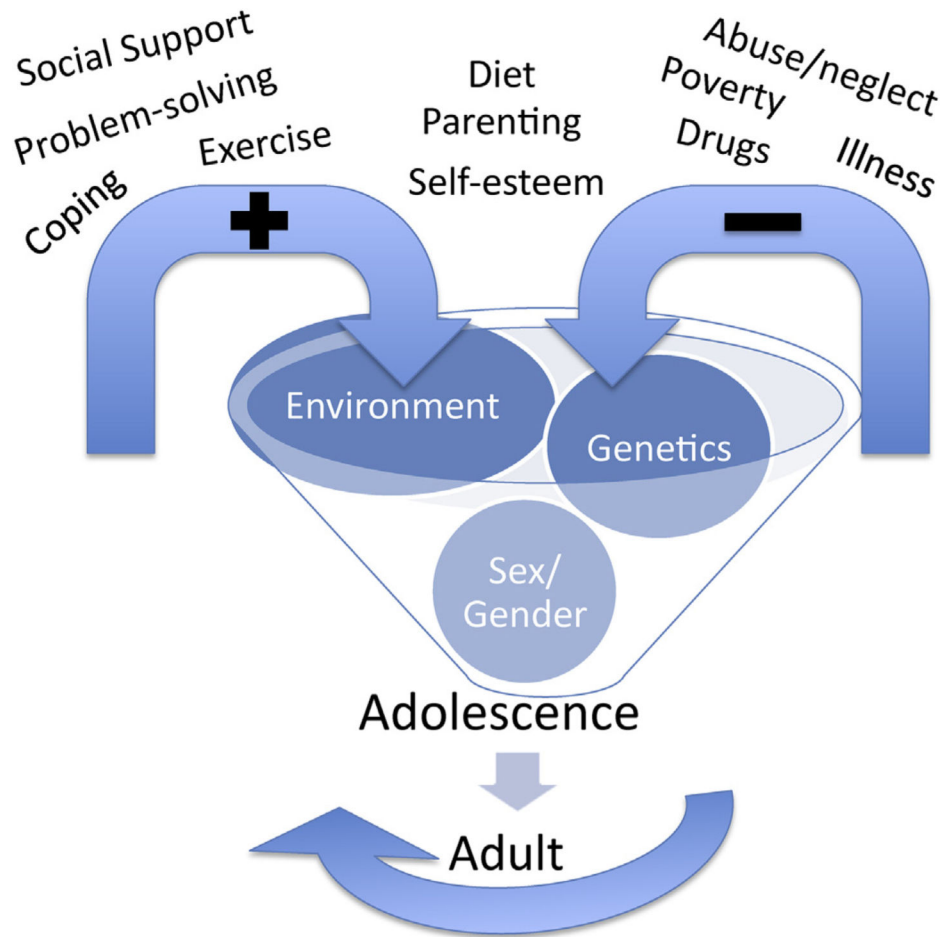 Social Support
Problem-solving
Coping
Exercise
Diet
Parenting
Self-esteem
Abuse/neglect
Poverty
Drugs
Illness
+
−
Environment
Genetics
Sex/
Gender
Adolescence
Adult